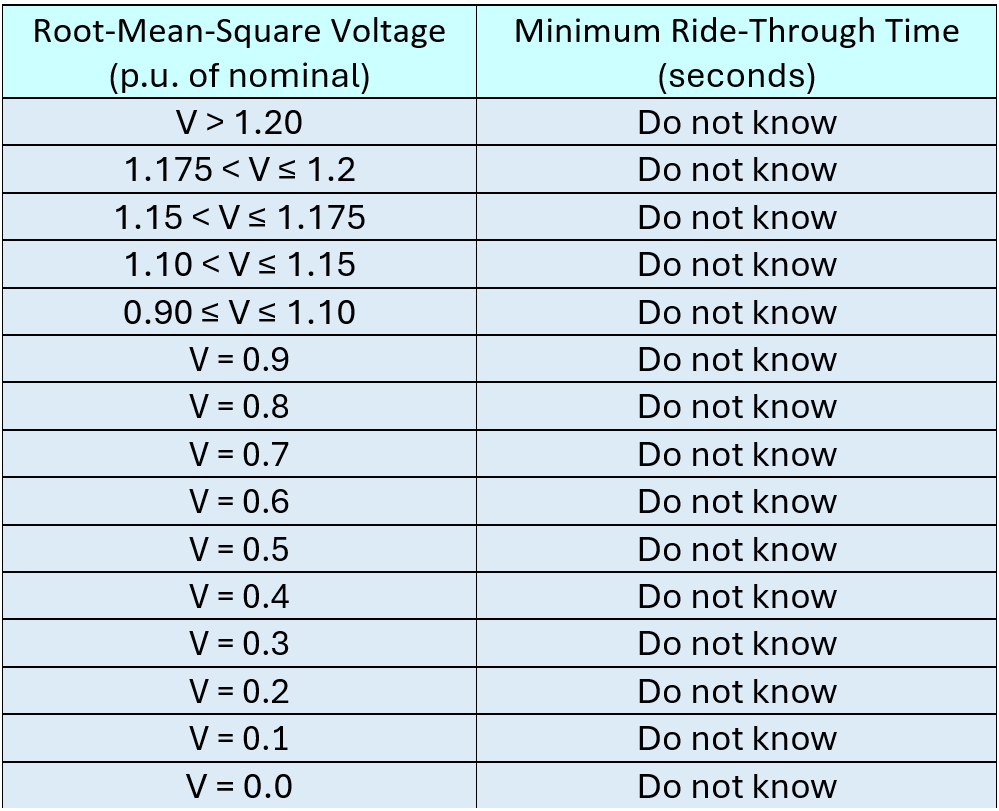 Root-Mean-Square Voltage Minimum Ride-Through Time
(p.u. of nominal) (seconds)
V > 1.20 Do not know
1.175 < V ≤ 1.2 Do not know
1.15 < V ≤ 1.175 Do not know
1.10 < V ≤ 1.15 Do not know
0.90 ≤ V ≤ 1.10 Do not know
V = 0.9 Do not know
V = 0.8 Do not know
V = 0.7 Do not know
V = 0.6 Do not know
V = 0.5 Do not know
V = 0.4 Do not know
V = 0.3 Do not know
V = 0.2 Do not know
V = 0.1 Do not know
V = 0.0 Do not know